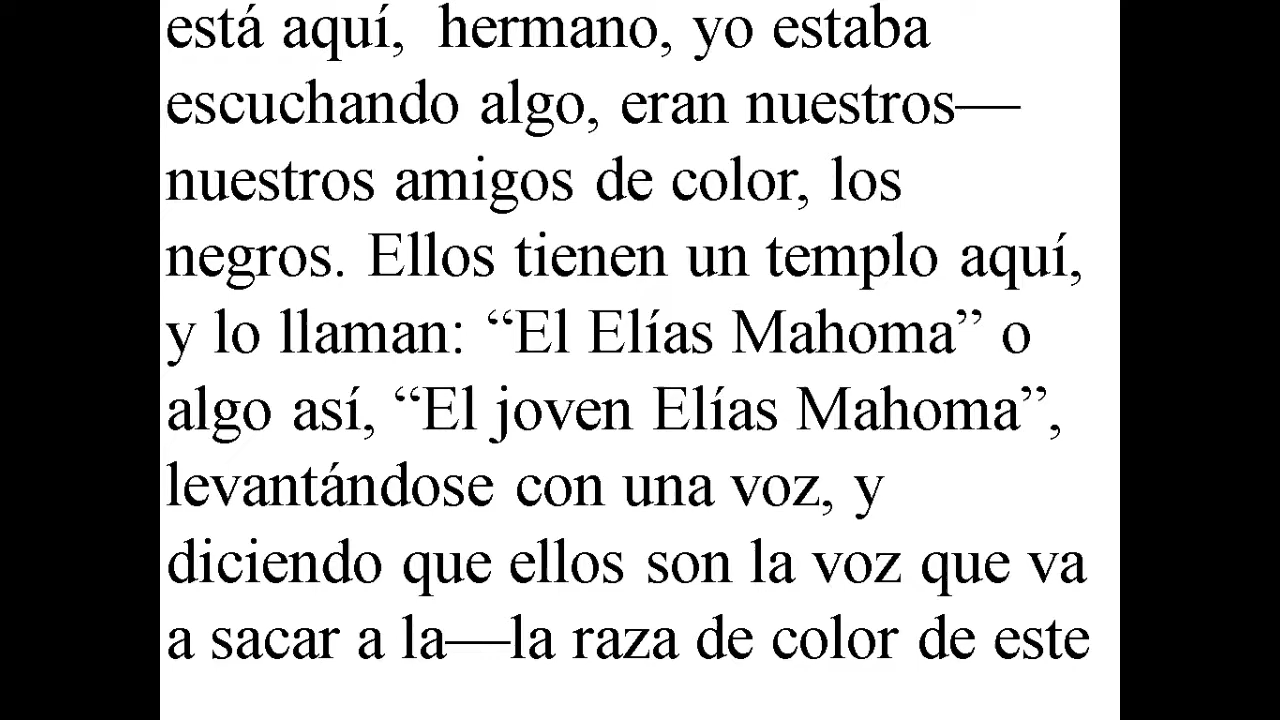 está aquí, hermano, yo estaba
escuchando algo, eran nuestros—
nuestros amigos de color, los
negros. Ellos tienen un templo aquí,
y lo llaman: “El Elías Mahoma” o
algo así, “El joven Elías Mahoma”,
levantándose con una voz, y
diciendo que ellos son la voz que va
a sacar a la—la raza de color de este